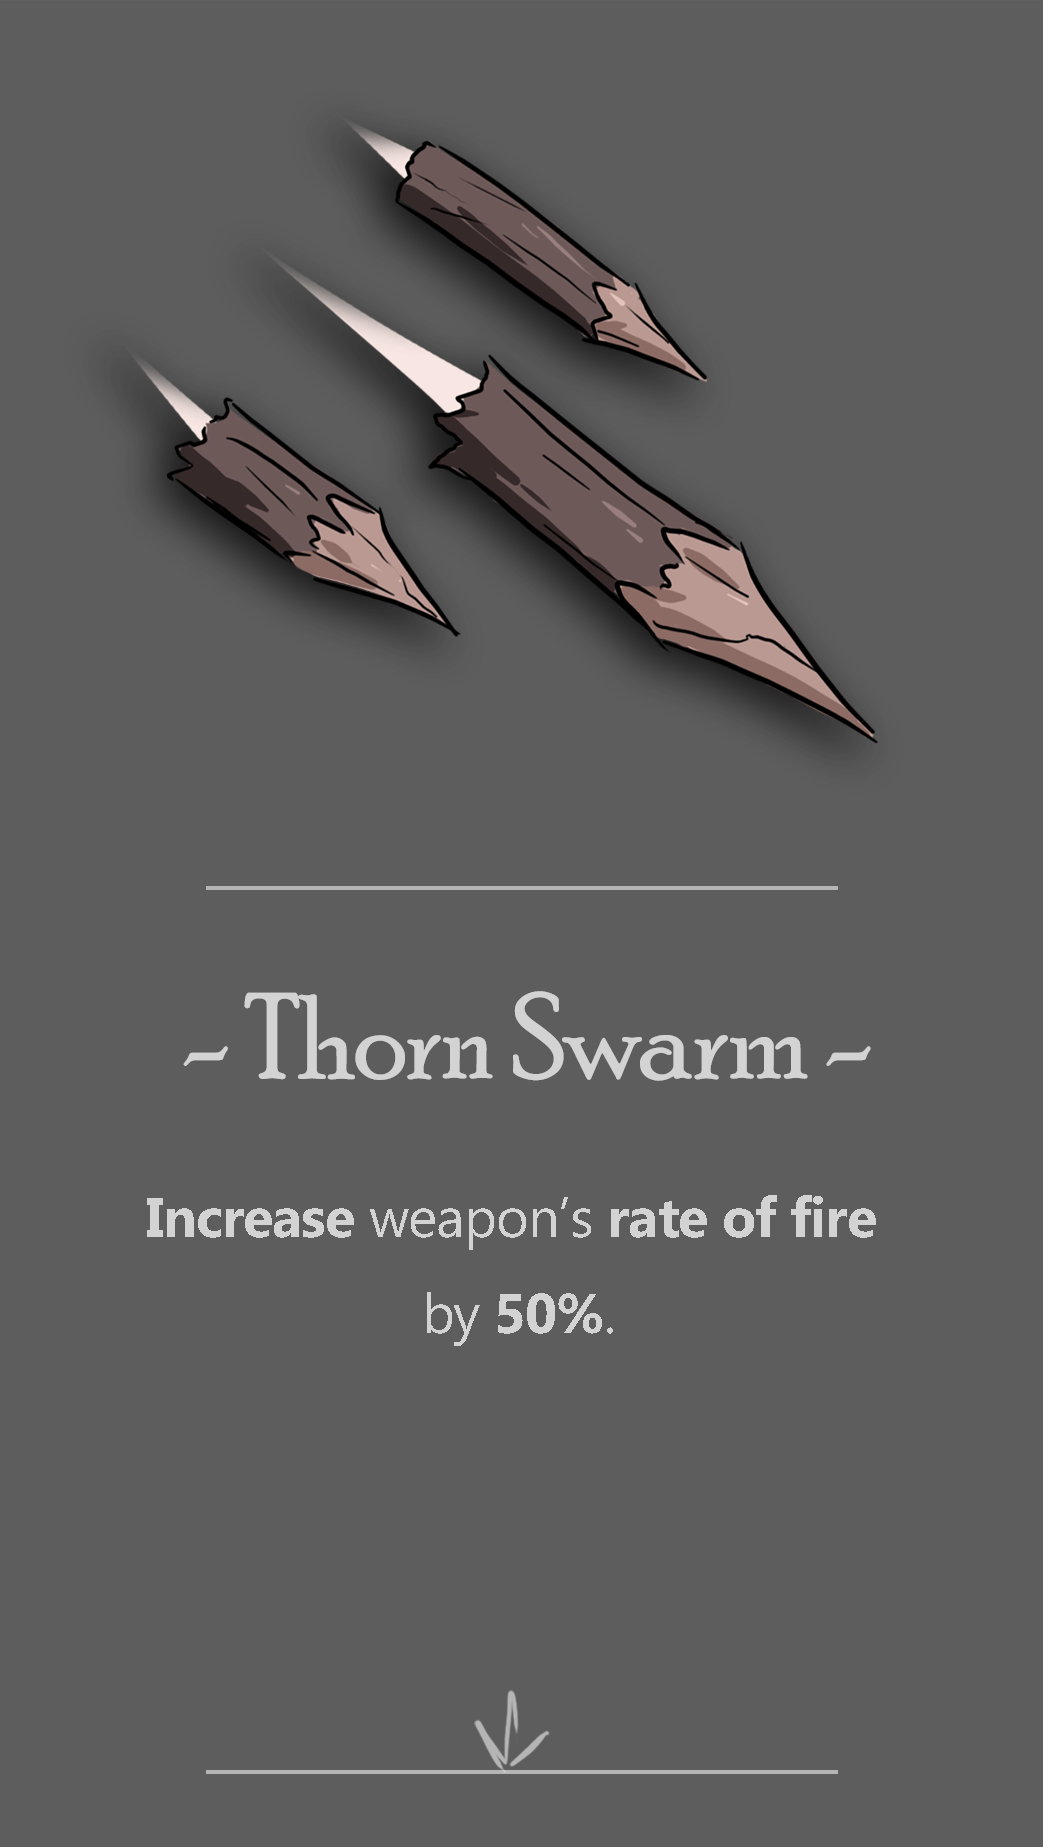 ~ Thorn Swarm ~
Increase weapon’s rate of fire
by 50%.